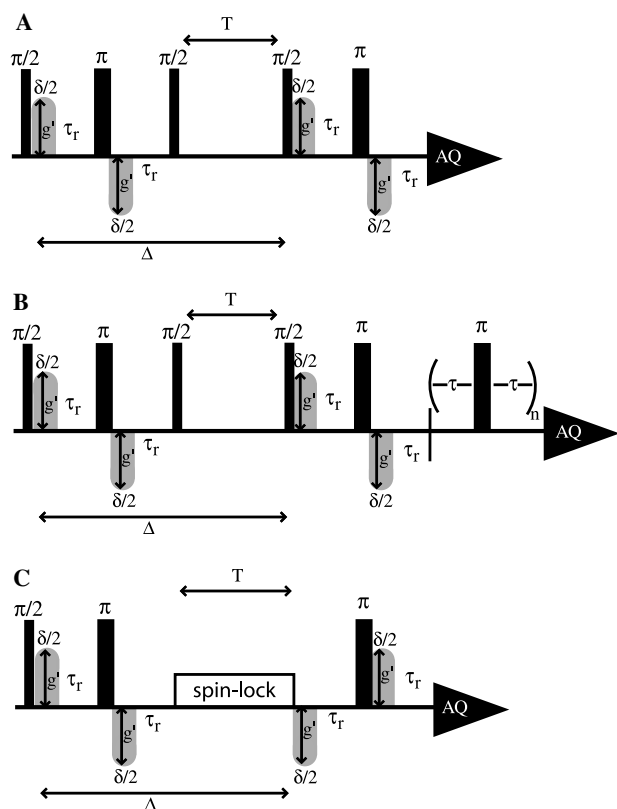 A
T
π/2 π π/2 π/2 π
δ/2 δ/2
g' τr g' τr
AQ
g' τr g' τr
δ/2 δ/2
Δ
B
T
π/2 π π/2 π/2 π π
δ/2 δ/2
g' τr g' τr (-τ- -τ-)n
AQ
g' τr g' τr
δ/2 δ/2
Δ
C
T
π/2 π π
δ/2 δ/2
g' τr g'
spin-lock τr
AQ
g' τr g' τr
δ/2 δ/2
Δ